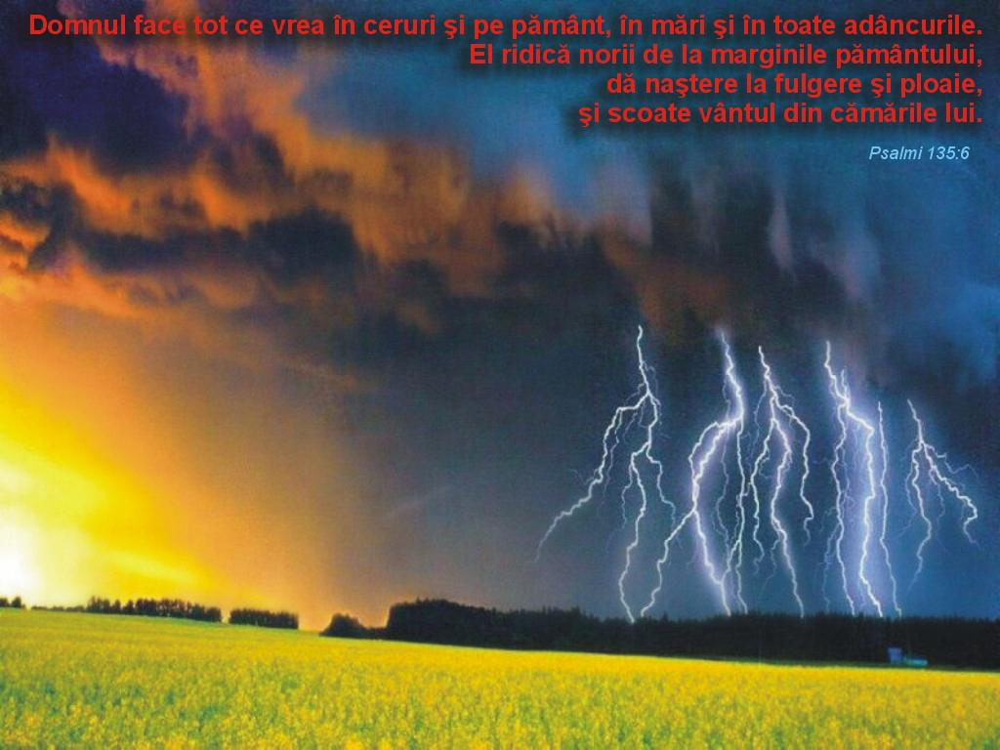 Domnul face tot ce vrea în ceruri şi pe pământ, în mări şi în toate adâncurile.
El ridică norii de la marginile pământului,
dă naştere la fulgere şi ploaie,
şi scoate vântul din cămările lui.
Psalmi 135:6